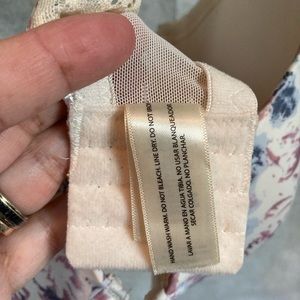 HAND WASH WARM. DO NOT BLEACH. LINE DRY. DO NOT IRON
LAVAR A MANO EN AGUA TIBIA. NO USAR BLANQUEADOR
SECAR COLGADO. NO PLANCHAR.